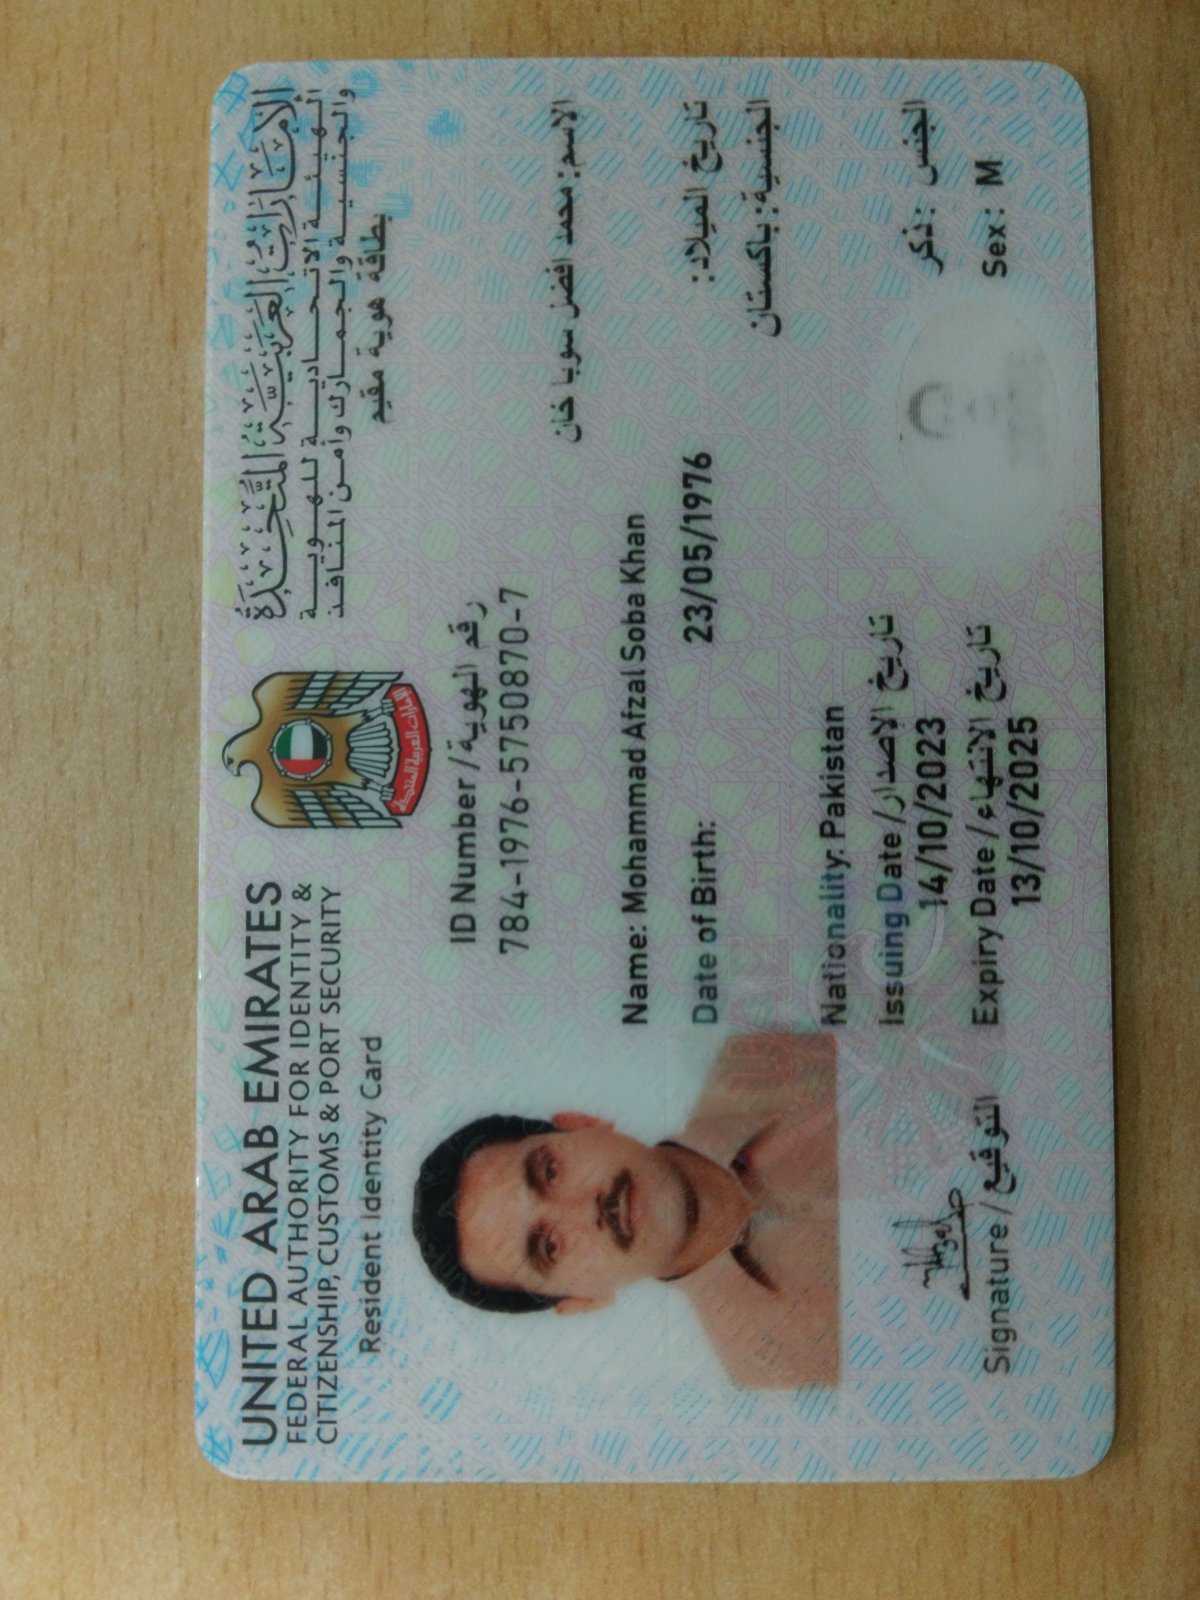 UNITED ARAB EMIRATES
FEDERAL AUTHORITY FOR IDENTITY &
CITIZENSHIP, CUSTOMS & PORT SECURITY
Resident Identity Card
الإمارات العربية المتحدة
الهيئة الاتحادية للهوية
والجنسية والجمارك وأمن المنافذ
بطاقة هوية مقيم
الإمارات العربية المتحدة
ID Number / رقم الهوية
784-1976-5750870-7
الاسم: محمد افضل سوبا خان
Name: Mohammad Afzal Soba Khan
Date of Birth: 23/05/1976 تاريخ الميلاد:
الجنسية: باكستان
Nationality: Pakistan
Issuing Date / تاريخ الإصدار
14/10/2023
الجنس: ذكر
Expiry Date / تاريخ الانتهاء
13/10/2025
Sex: M
Signature / التوقيع